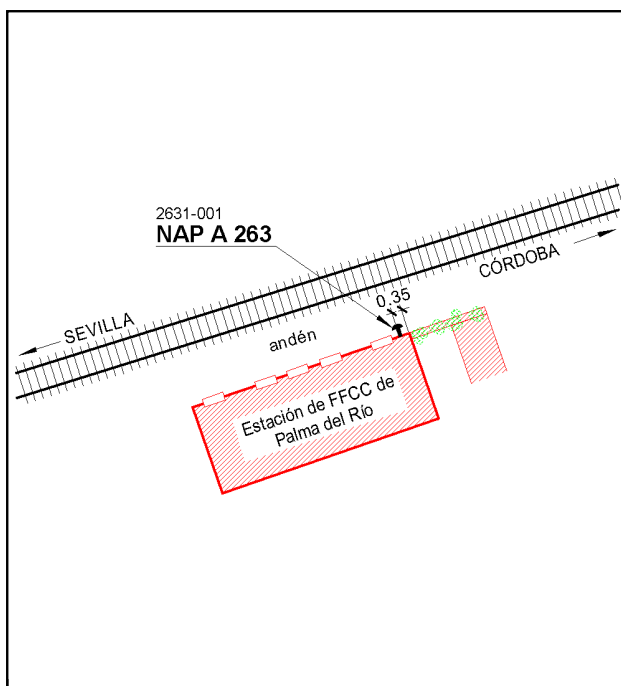 2631-001
NAP A 263
CÓRDOBA
0.35
SEVILLA
andén
Estación de FFCC de
Palma del Río